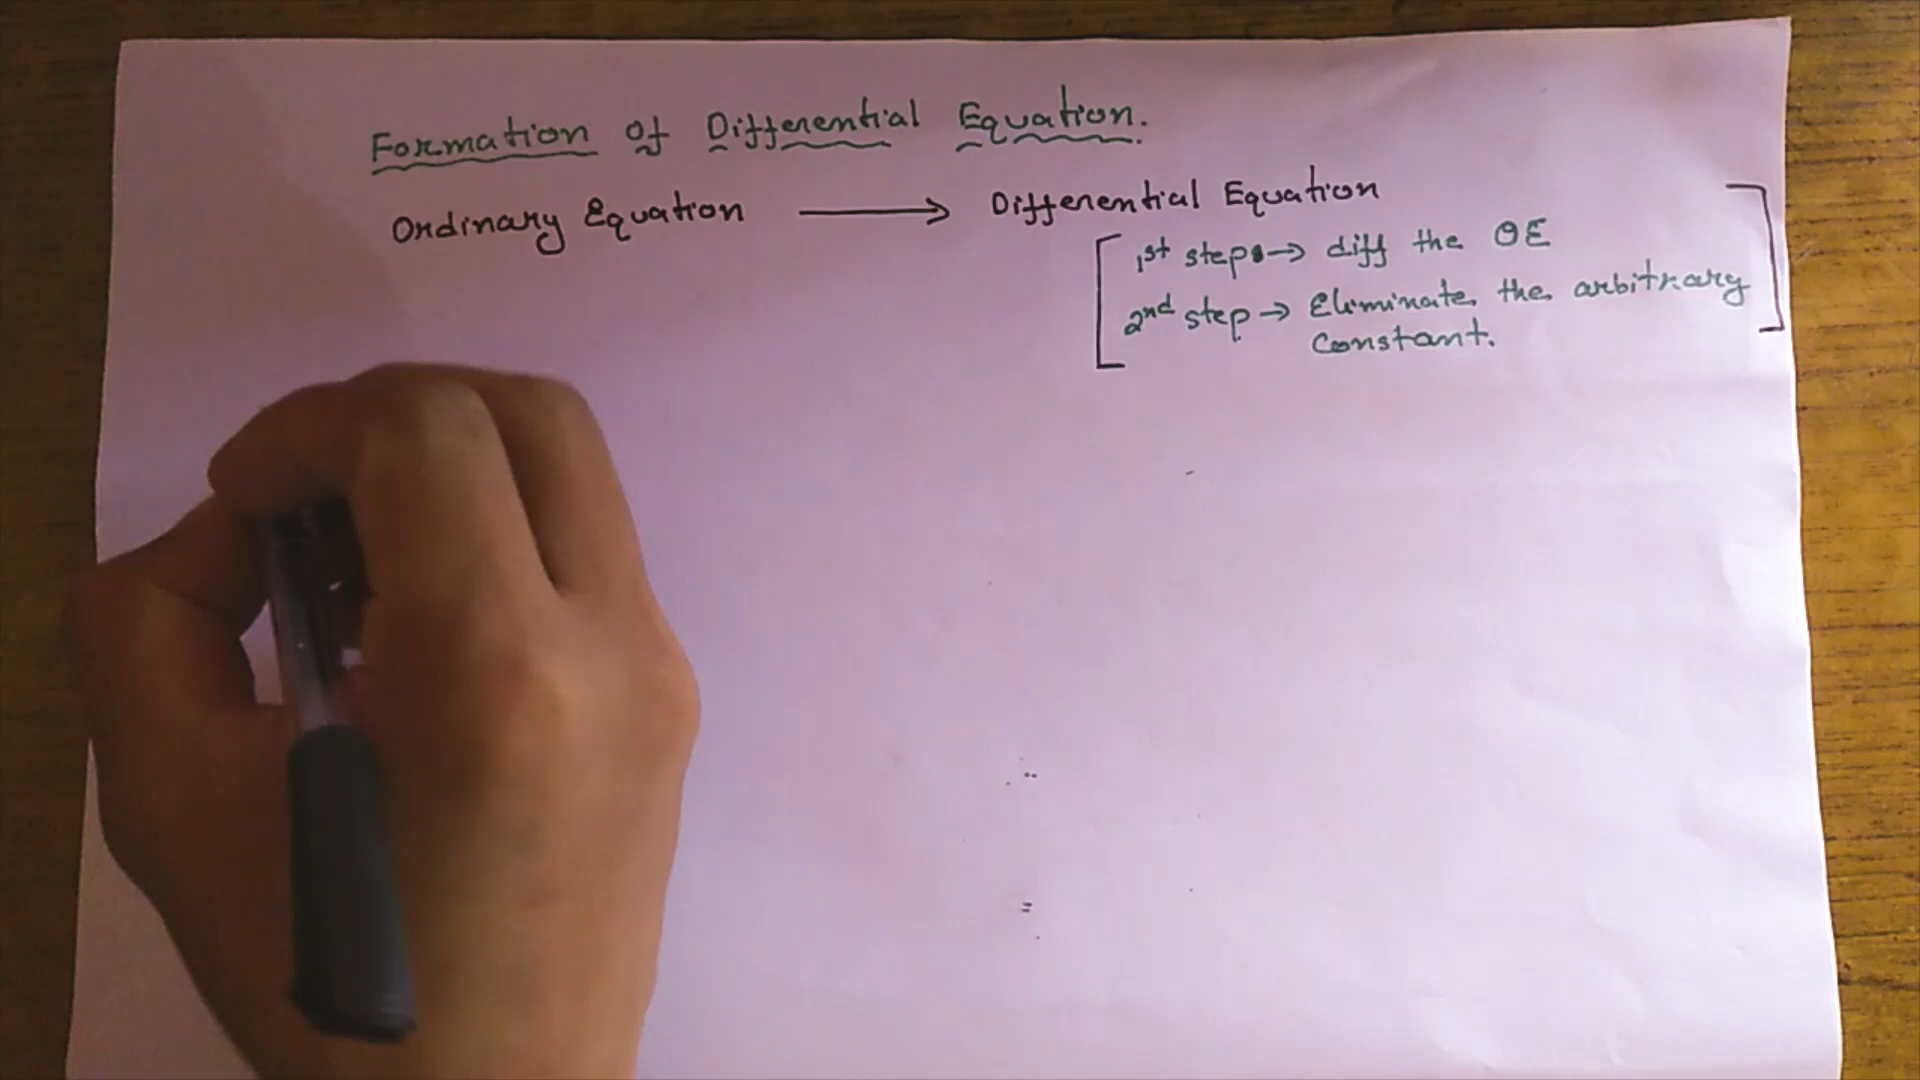 Formation of Differential Equation.
Ordinary Equation → Differential Equation
1st step → diff the OE
2nd step → Eliminate the arbitrary
Constant.